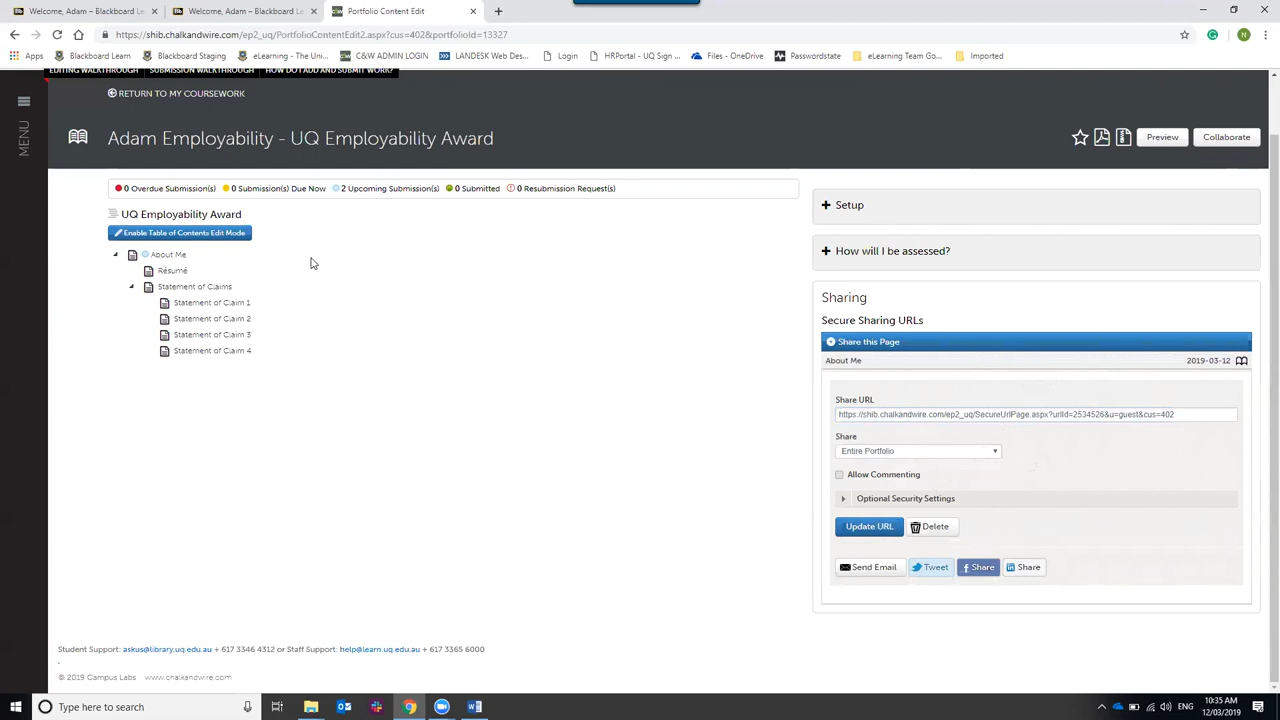 Welcome, Adam – Blackboard Le
Welcome, Adam – Blackboard L
Portfolio Content Edit
https://shib.chalkandwire.com/ep2_uq/PortfolioContentEdit2.aspx?cus=402&portfolioId=13327
Apps
Blackboard Learn
Blackboard Staging
eLearning - The Uni...
C&W ADMIN LOGIN
LANDESK Web Des...
Login
HRPortal - UQ Sign ...
Files - OneDrive
Passwordstate
eLearning Team Go...
Imported
EDITING WALKTHROUGH
SUBMISSION WALKTHROUGH
HOW DO I ADD AND SUBMIT WORK?
RETURN TO MY COURSEWORK
MENU
Adam Employability - UQ Employability Award
Preview
Collaborate
0 Overdue Submission(s)
0 Submission(s) Due Now
2 Upcoming Submission(s)
0 Submitted
0 Resubmission Request(s)
UQ Employability Award
Enable Table of Contents Edit Mode
About Me
Résumé
Statement of Claims
Statement of Claim 1
Statement of Claim 2
Statement of Claim 3
Statement of Claim 4
+ Setup
+ How will I be assessed?
Sharing
Secure Sharing URLs
Share this Page
About Me
2019-03-12
Share URL
https://shib.chalkandwire.com/ep2_uq/SecureUrlPage.aspx?urlId=2534526&u=guest&cus=402
Share
Entire Portfolio
Allow Commenting
Optional Security Settings
Update URL
Delete
Send Email
Tweet
Share
Share
Student Support: askus@library.uq.edu.au + 617 3346 4312 or Staff Support: help@learn.uq.edu.au + 617 3365 6000
.
© 2019 Campus Labs www.chalkandwire.com
Type here to search
ENG
10:35 AM
12/03/2019